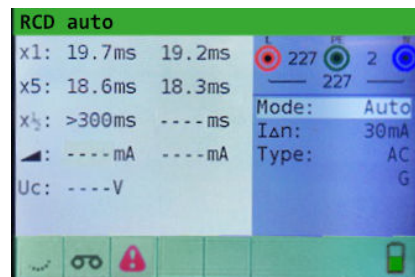 RCD auto
x1: 19.7ms 19.2ms
x5: 18.6ms 18.3ms
x½: >300ms ----ms
◢: ----mA ----mA
Uc: ----V
L PE N
227 2
227
Mode: Auto
IΔn: 30mA
Type: AC
G